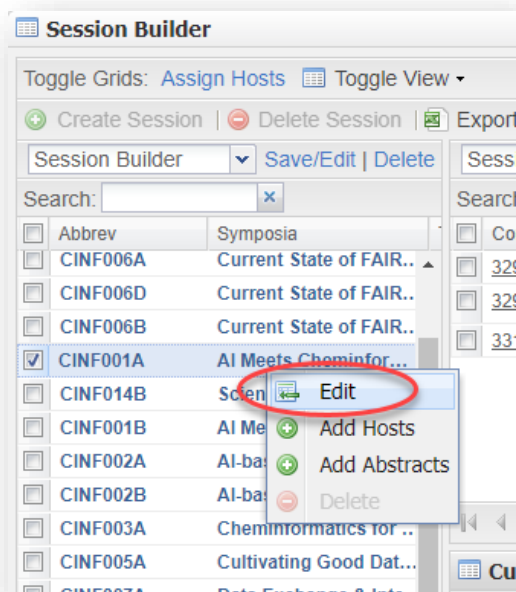 Session Builder
Toggle Grids: Assign Hosts Toggle View
Create Session | Delete Session | Export
Session Builder Save/Edit | Delete Sess
Search: Search
Abbrev Symposia Co
CINF006A Current State of FAIR.. 329
CINF006D Current State of FAIR.. 329
CINF006B Current State of FAIR.. 331
CINF001A AI Meets Cheminfor...
CINF014B Scien Edit
CINF001B AI Me Add Hosts
CINF002A AI-bas Add Abstracts
CINF002B AI-bas Delete
CINF003A Cheminformatics for ..
CINF005A Cultivating Good Dat... Cu